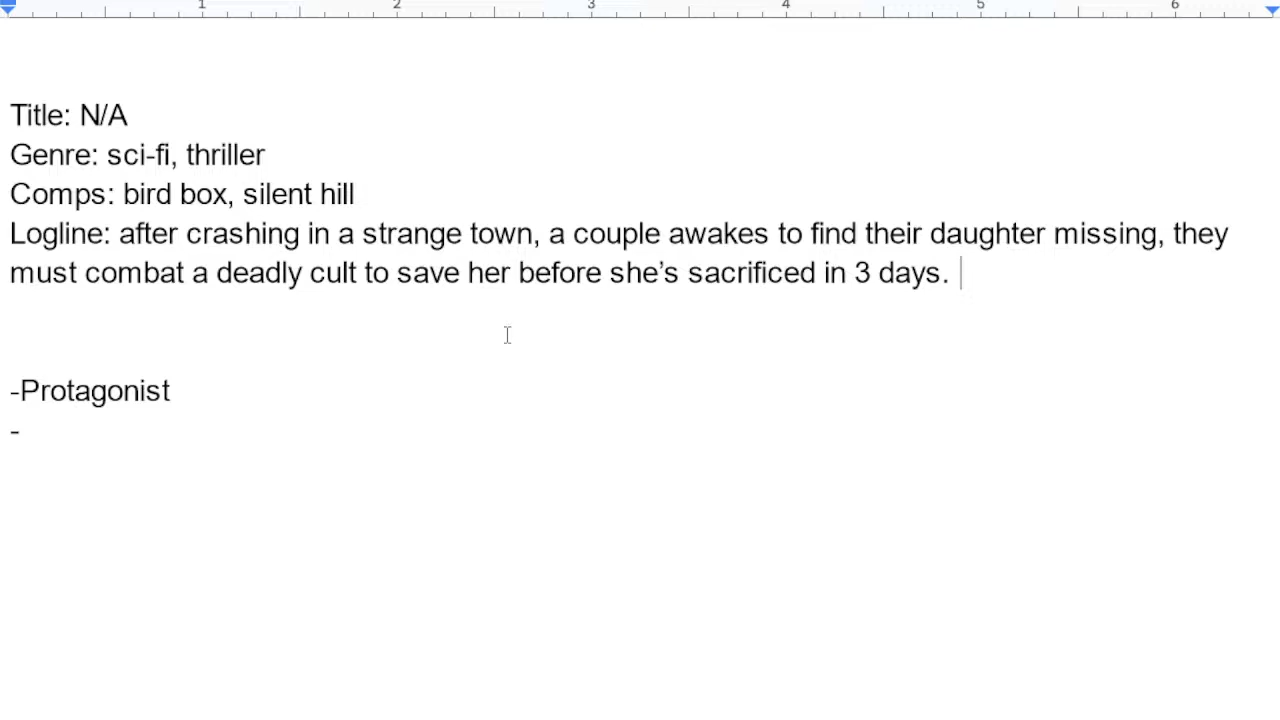 1 2 3 4 5 6
Title: N/A
Genre: sci-fi, thriller
Comps: bird box, silent hill
Logline: after crashing in a strange town, a couple awakes to find their daughter missing, they
must combat a deadly cult to save her before she’s sacrificed in 3 days.
-Protagonist
-